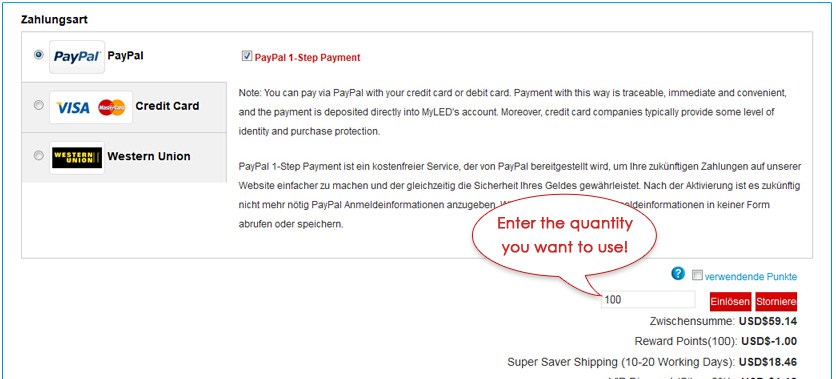 Zahlungsart
PayPal PayPal
PayPal 1-Step Payment
VISA MasterCard Credit Card
WESTERN UNION Western Union
Note: You can pay via PayPal with your credit card or debit card. Payment with this way is traceable, immediate and convenient,
and the payment is deposited directly into MyLED's account. Moreover, credit card companies typically provide some level of
identity and purchase protection.
PayPal 1-Step Payment ist ein kostenfreier Service, der von PayPal bereitgestellt wird, um Ihre zukünftigen Zahlungen auf unserer
Website einfacher zu machen und der gleichzeitig die Sicherheit Ihres Geldes gewährleistet. Nach der Aktivierung ist es zukünftig
nicht mehr nötig PayPal Anmeldeinformationen anzugeben. eldeinformationen in keiner Form
abrufen oder speichern.
Enter the quantity
you want to use!
? verwendende Punkte
100 Einlösen Storniere
Zwischensumme: USD$59.14
Reward Points(100): USD$-1.00
Super Saver Shipping (10-20 Working Days): USD$18.46